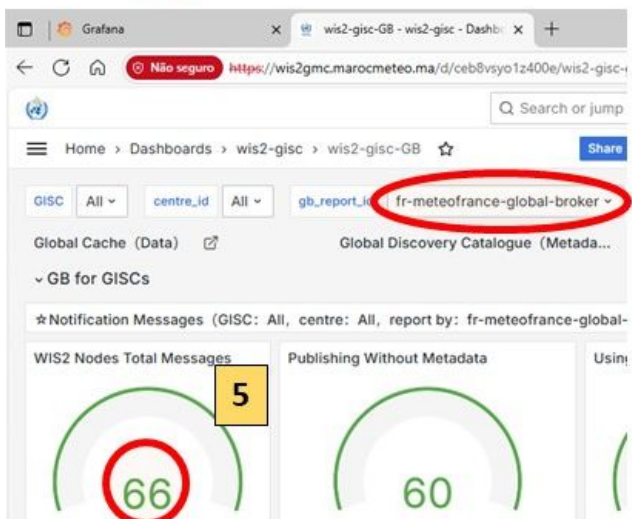 Grafana
wis2-gisc-GB - wis2-gisc - Dashb
Não seguro https://wis2gmc.marocmeteo.ma/d/ceb8vsyo1z400e/wis2-gisc-
Search or jump
Home › Dashboards › wis2-gisc › wis2-gisc-GB
Share
GISC All centre_id All gb_report_i fr-meteofrance-global-broker
Global Cache (Data) Global Discovery Catalogue (Metada...
GB for GISCs
Notification Messages (GISC: All, centre: All, report by: fr-meteofrance-global-
WIS2 Nodes Total Messages Publishing Without Metadata Using
5
66 60